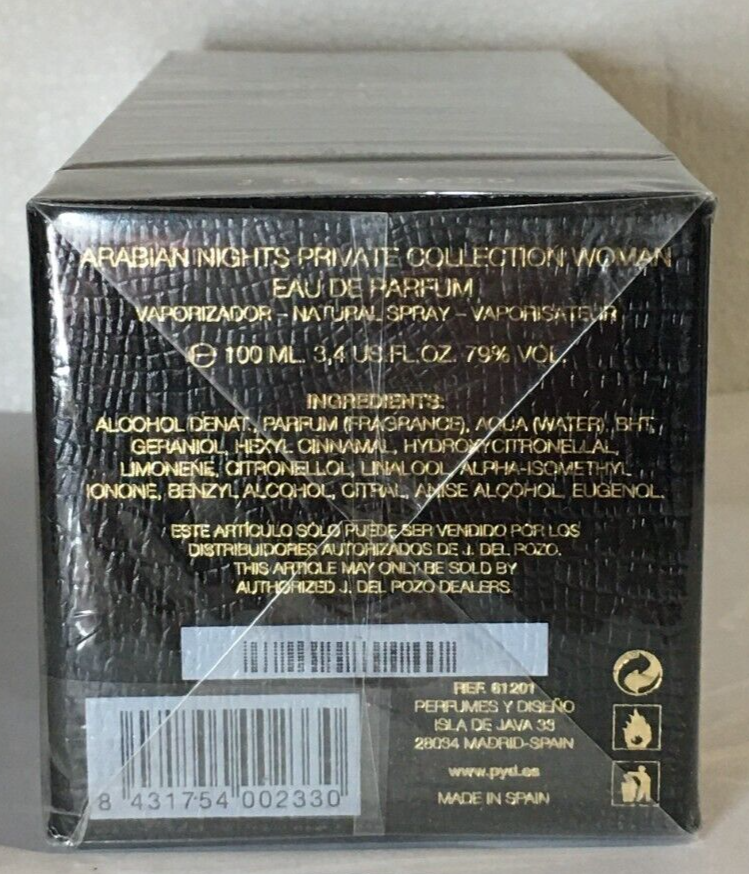 ARABIAN NIGHTS PRIVATE COLLECTION WOMAN
EAU DE PARFUM
VAPORIZADOR - NATURAL SPRAY - VAPORISATEUR
100 ML. 3,4 US.FL.OZ. 79% VOL.
INGREDIENTS:
ALCOHOL DENAT., PARFUM (FRAGRANCE), AQUA (WATER), BHT,
GERANIOL, HEXYL CINNAMAL, HYDROXYCITRONELLAL,
LIMONENE, CITRONELLOL, LINALOOL, ALPHA-ISOMETHYL
IONONE, BENZYL ALCOHOL, CITRAL, ANISE ALCOHOL, EUGENOL.
ESTE ARTÍCULO SÓLO PUEDE SER VENDIDO POR LOS
DISTRIBUIDORES AUTORIZADOS DE J. DEL POZO.
THIS ARTICLE MAY ONLY BE SOLD BY
AUTHORIZED J. DEL POZO DEALERS.
REF. 61201
PERFUMES Y DISEÑO
ISLA DE JAVA 33
28034 MADRID-SPAIN
www.pyd.es
MADE IN SPAIN
8 431754 002330